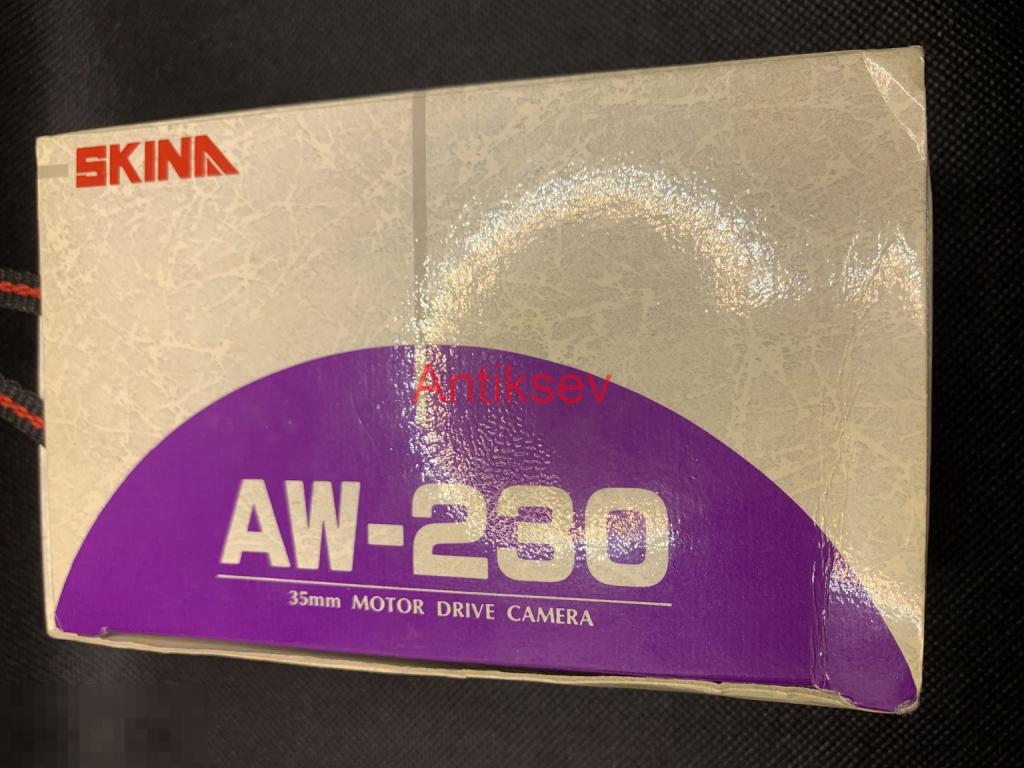 SKINA
Antiksev
AW-230
35mm MOTOR DRIVE CAMERA